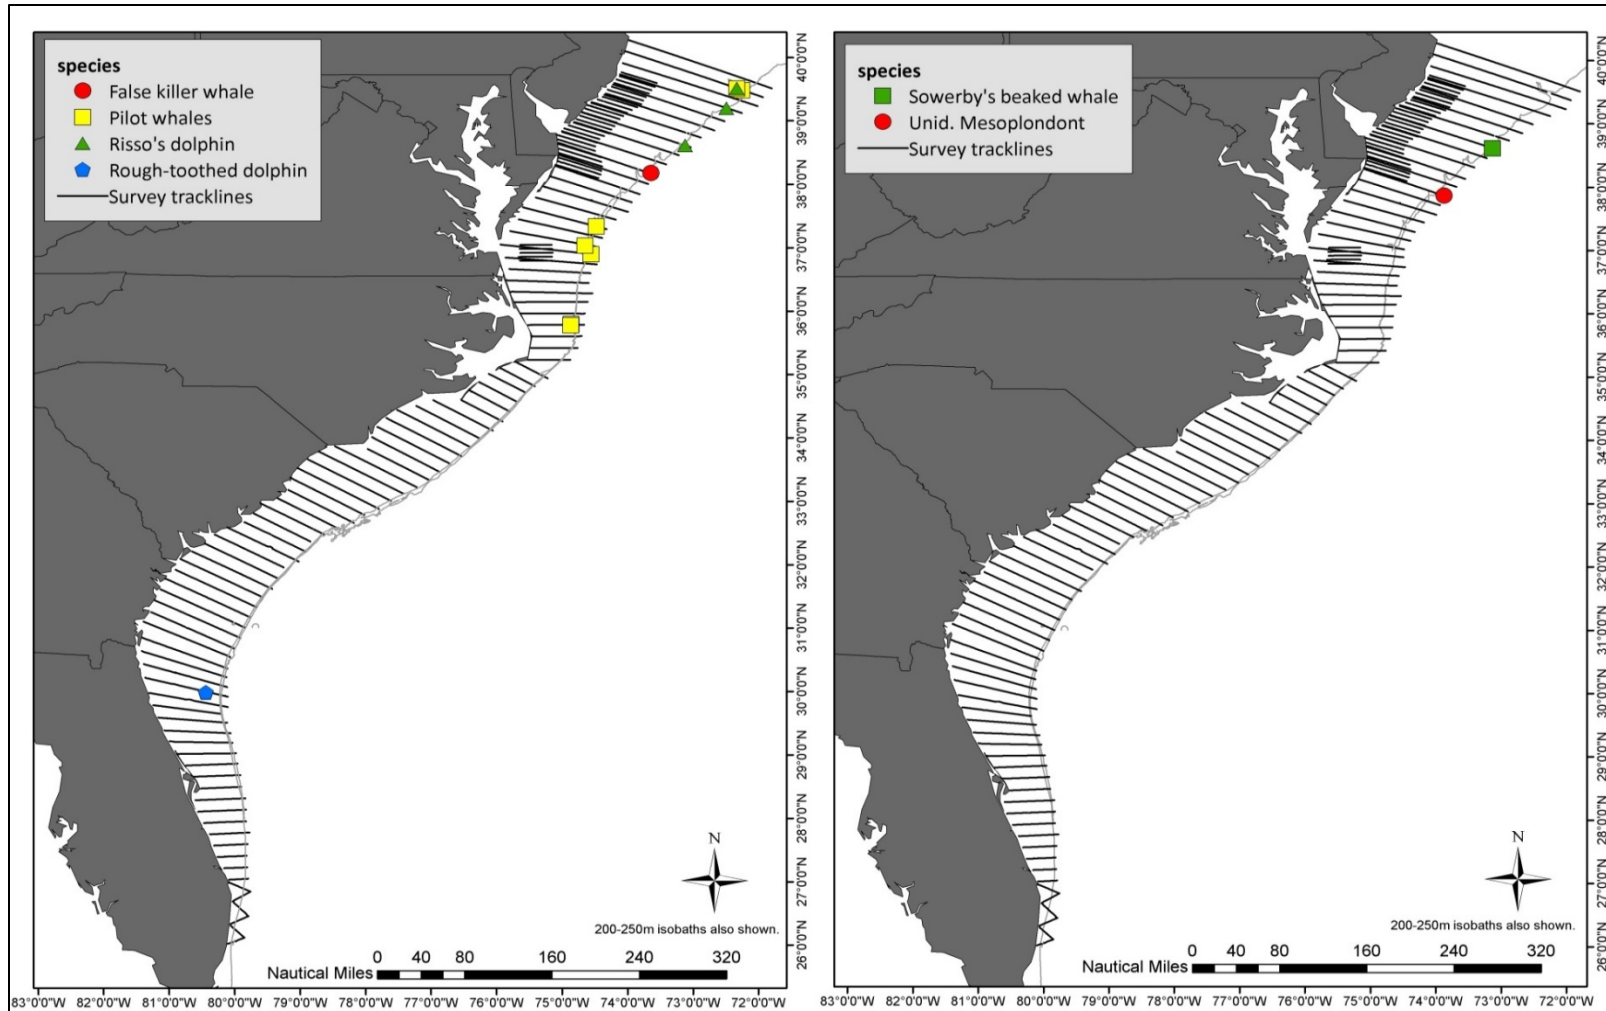 species
False killer whale
Pilot whales
Risso's dolphin
Rough-toothed dolphin
Survey tracklines
40°0'0"N
39°0'0"N
38°0'0"N
37°0'0"N
36°0'0"N
35°0'0"N
34°0'0"N
33°0'0"N
32°0'0"N
31°0'0"N
30°0'0"N
29°0'0"N
28°0'0"N
27°0'0"N
26°0'0"N
N
200-250m isobaths also shown.
Nautical Miles 0 40 80 160 240 320
83°0'0"W 82°0'0"W 81°0'0"W 80°0'0"W 78°0'0"W 77°0'0"W 76°0'0"W 75°0'0"W 74°0'0"W 73°0'0"W 72°0'0"W
species
Sowerby's beaked whale
Unid. Mesoplondont
Survey tracklines
40°0'0"N
39°0'0"N
38°0'0"N
37°0'0"N
36°0'0"N
35°0'0"N
34°0'0"N
33°0'0"N
32°0'0"N
31°0'0"N
30°0'0"N
29°0'0"N
28°0'0"N
27°0'0"N
26°0'0"N
N
200-250m isobaths also shown.
Nautical Miles 0 40 80 160 240 320
83°0'0"W 82°0'0"W 81°0'0"W 80°0'0"W 78°0'0"W 77°0'0"W 76°0'0"W 75°0'0"W 74°0'0"W 73°0'0"W 72°0'0"W